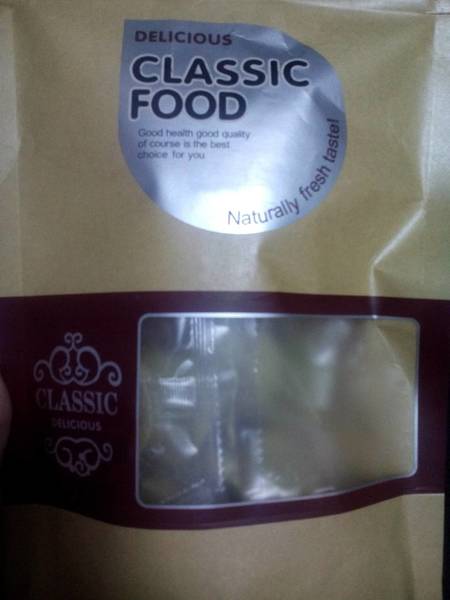 DELICIOUS
CLASSIC
FOOD
Good health good quality
of course is the best
choice for you
Naturally fresh taste!
CLASSIC
DELICIOUS